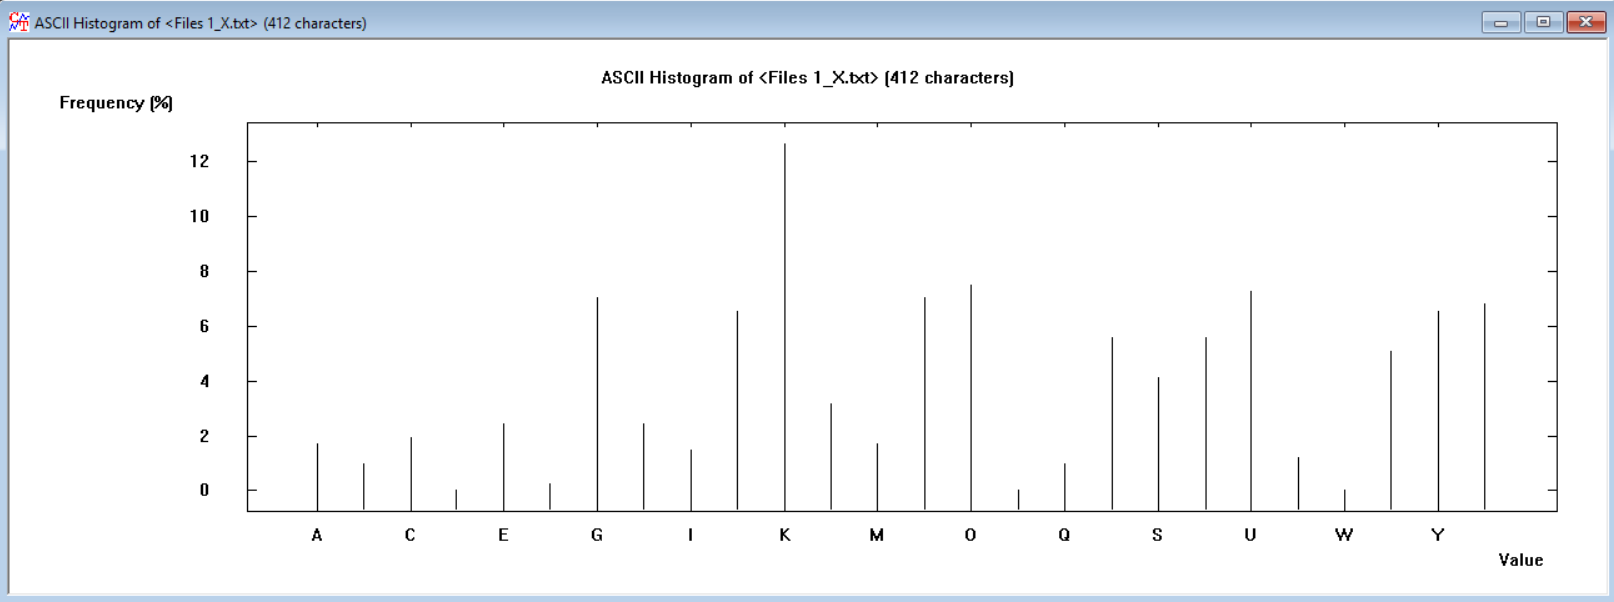 ASCII Histogram of <Files 1_X.txt> (412 characters)
ASCII Histogram of <Files 1_X.txt> (412 characters)
Frequency (%)
12
10
8
6
4
2
0
A C E G I K M O Q S U W Y
Value